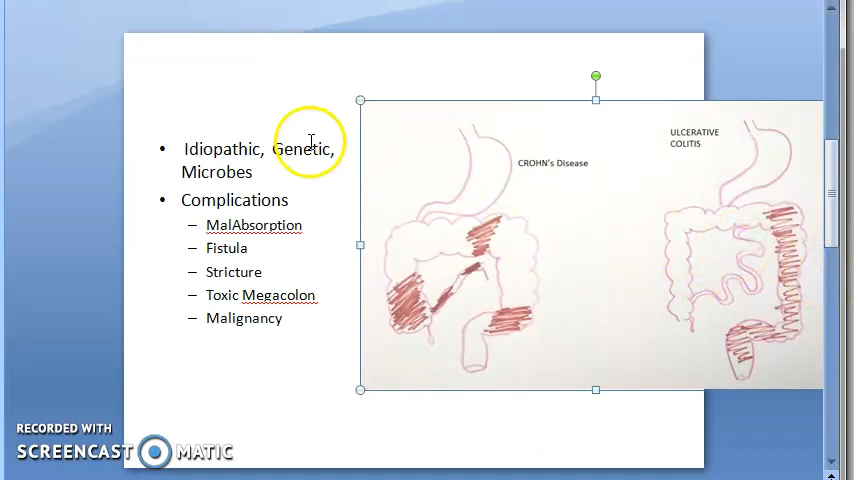 Idiopathic, Genetic,
Microbes
Complications
– MalAbsorption
– Fistula
– Stricture
– Toxic Megacolon
– Malignancy
CROHN's Disease
ULCERATIVE
COLITIS
RECORDED WITH
SCREENCAST MATIC